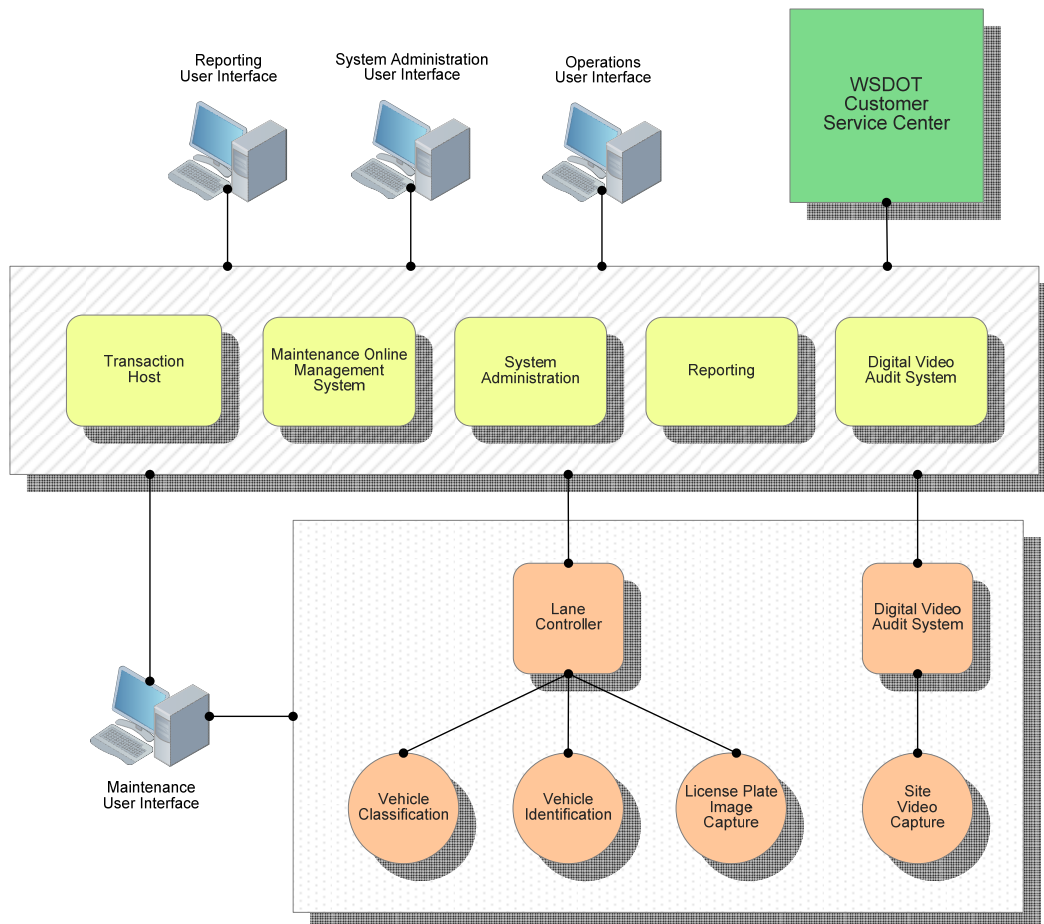 Reporting
User Interface
System Administration
User Interface
Operations
User Interface
WSDOT
Customer
Service Center
Transaction
Host
Maintenance Online
Management
System
System
Administration
Reporting
Digital Video
Audit System
Lane
Controller
Digital Video
Audit System
Maintenance
User Interface
Vehicle
Classification
Vehicle
Identification
License Plate
Image
Capture
Site
Video
Capture